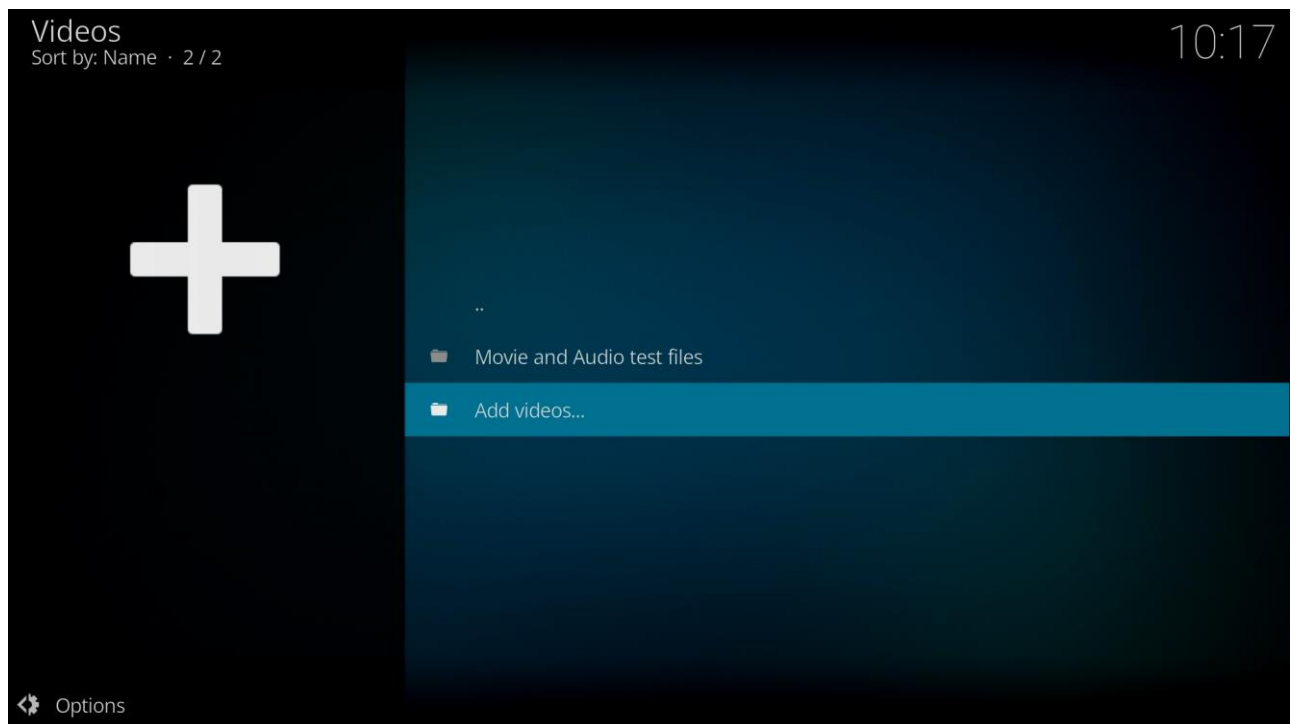 Videos
Sort by: Name · 2 / 2
10:17
..
Movie and Audio test files
Add videos...
Options